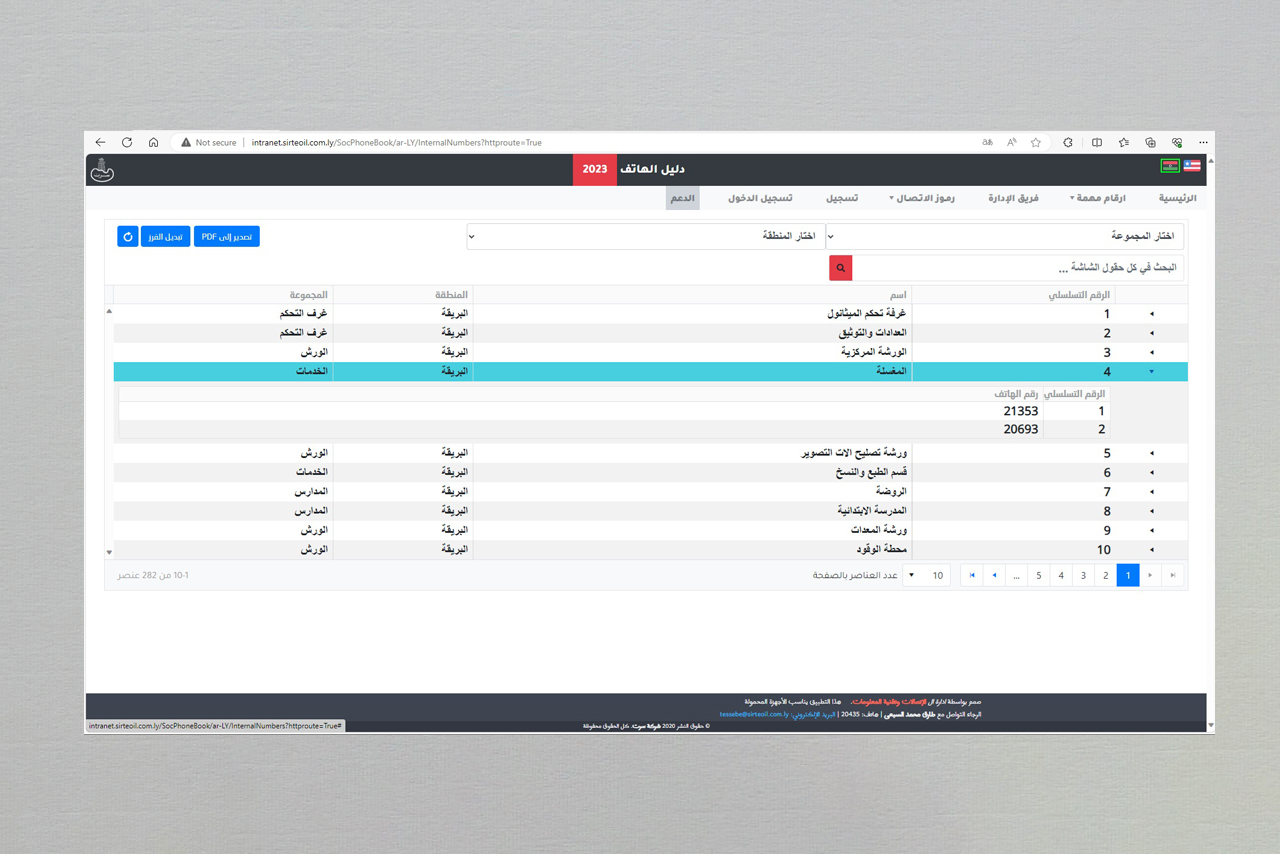 Not secure | intranet.sirteoil.com.ly/SocPhoneBook/ar-LY/InternalNumbers?httproute=True
دليل الهاتف 2023
الرئيسية ارقام مهمة رموز الاتصال فريق الإدارة تسجيل تسجيل الدخول الدعم
اختار المجموعة اختار المنطقة تصدير إلى PDF تبديل الفرز
البحث في كل حقول الشاشة ...
الرقم التسلسلي اسم المنطقة المجموعة
1 غرفة تحكم الميثانول البريقة غرف التحكم
2 العدادات والتوثيق البريقة غرف التحكم
3 الورشة المركزية البريقة الورش
4 المغسلة البريقة الخدمات
الرقم التسلسلي رقم الهاتف
1 21353
2 20693
5 ورشة تصليح الات التصوير البريقة الورش
6 قسم الطبع والنسخ البريقة الخدمات
7 الروضة البريقة المدارس
8 المدرسة الابتدائية البريقة المدارس
9 ورشة المعدات البريقة الورش
10 محطة الوقود البريقة الورش
1 2 3 4 5 ... 10 عدد العناصر بالصفحة 1-10 من 282 عنصر
صمم بواسطة ادارة ال الإتصالات وتقنية المعلومات. هذا التطبيق يناسب الأجهزة المحمولة
الرجاء التواصل مع طارق محمد السيعي | هاتف: 20435 | البريد الإلكتروني: tessebe@sirteoil.com.ly
© حقوق النشر 2020 شركة سرت. كل الحقوق محفوظة
intranet.sirteoil.com.ly/SocPhoneBook/ar-LY/InternalNumbers?httproute=True#